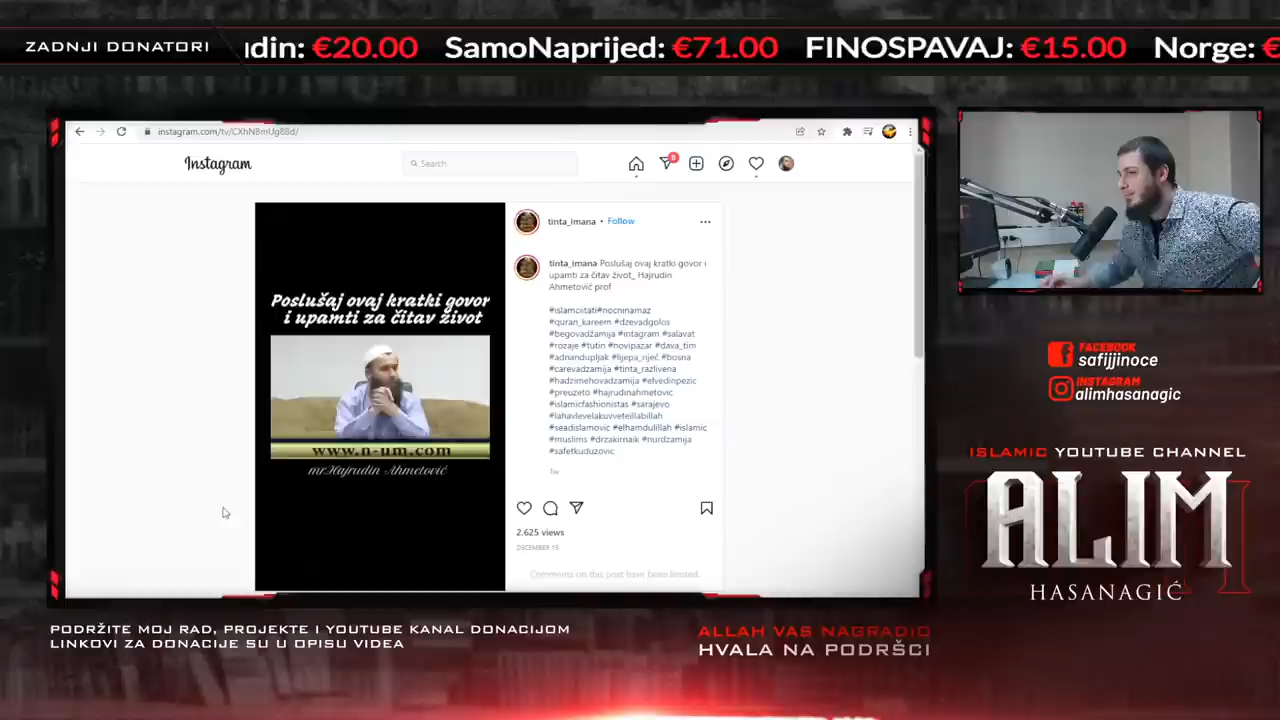 ZADNJI DONATORI
din: €20.00 SamoNaprijed: €71.00 FINOSPAVAJ: €15.00 Norge: €
instagram.com/tv/CXhN8mUg88d/
Instagram
Search
9
Poslušaj ovaj kratki govor
i upamti za čitav život
www.n-um.com
mrHajrudin Ahmetović
tinta_imana • Follow
tinta_imana Poslušaj ovaj kratki govor i
upamti za čitav život_ Hajrudin
Ahmetović prof
#islamcitati#nocninamaz
#quran_kareem #dzevadgolos
#begovadžamija #intagram #salavat
#rozaje #tutin #novipazar #dava_tim
#adnandupljak #lijepa_riječ #bosna
#carevadzamija #tinta_razlivena
#hadzimehovadzamija #elvedinpezic
#preuzeto #hajrudinahmetovic
#islamicfashionistas #sarajevo
#lahavlevelakuvveteillabillah
#seadislamovic #elhamdulillah #islamic
#muslims #drzakirnaik #nurdzamija
#safetkuduzovic
1w
2.625 views
DECEMBER 15
Comments on this post have been limited.
FACEBOOK
safijjinoce
INSTAGRAM
alimhasanagic
ISLAMIC YOUTUBE CHANNEL
ALIM
HASANAGIĆ
PODRŽITE MOJ RAD, PROJEKTE I YOUTUBE KANAL DONACIJOM
LINKOVI ZA DONACIJE SU U OPISU VIDEA
ALLAH VAS NAGRADIO
HVALA NA PODRŠCI